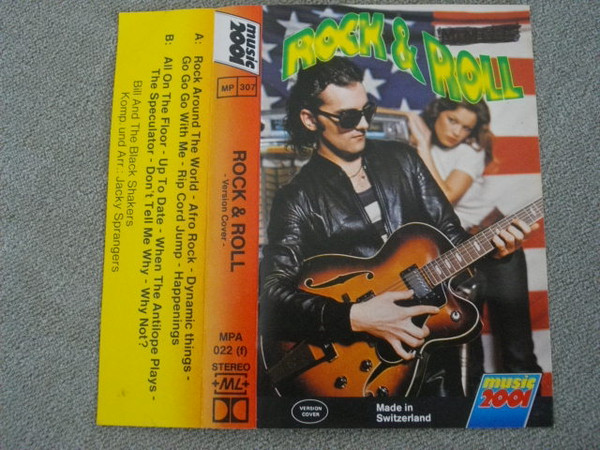 A: Rock Around The World - Afro Rock - Dynamic things -
Go Go Go With Me - Rip Cord Jump - Happenings
B: All On The Floor - Up To Date - When The Antilope Plays -
The Speculator - Don't Tell Me Why - Why Not?
Bill And The Black Shakers
Komp. und Arr.: Jacky Sprangers
music
2001
MP 307
ROCK & ROLL
- Version Cover -
MPA
022 (f)
STEREO
+ML+
ROCK & ROLL
VERSION
COVER
Made in
Switzerland
music
2001